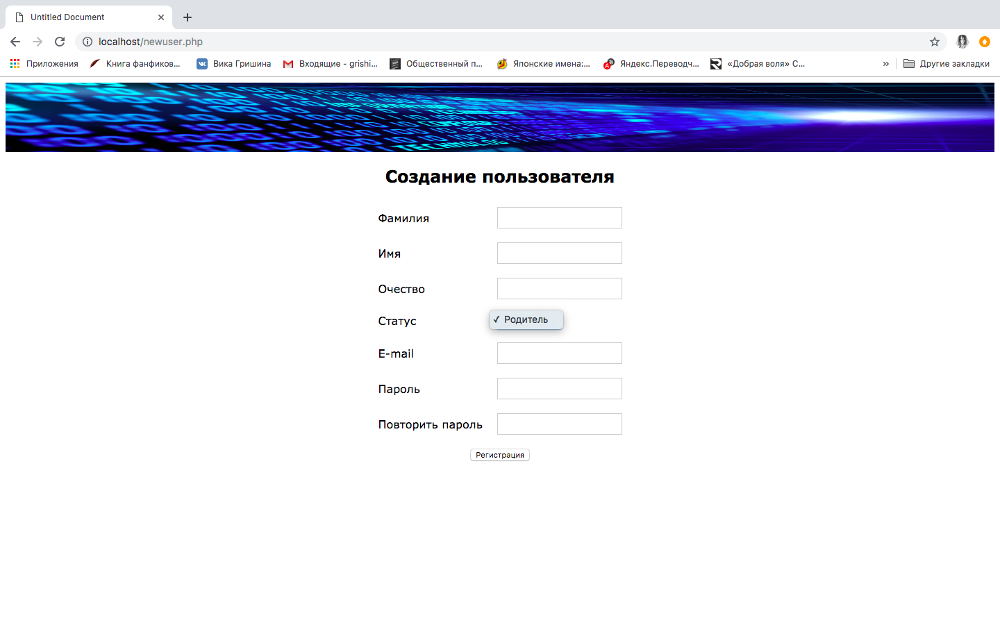 Untitled Document
localhost/newuser.php
Приложения Книга фанфиков... Вика Гришина Входящие - grishi... Общественный п... Японские имена:... Яндекс.Переводч... «Добрая воля» С... » Другие закладки
Создание пользователя
Фамилия
Имя
Очество
Статус ✓ Родитель
E-mail
Пароль
Повторить пароль
Регистрация